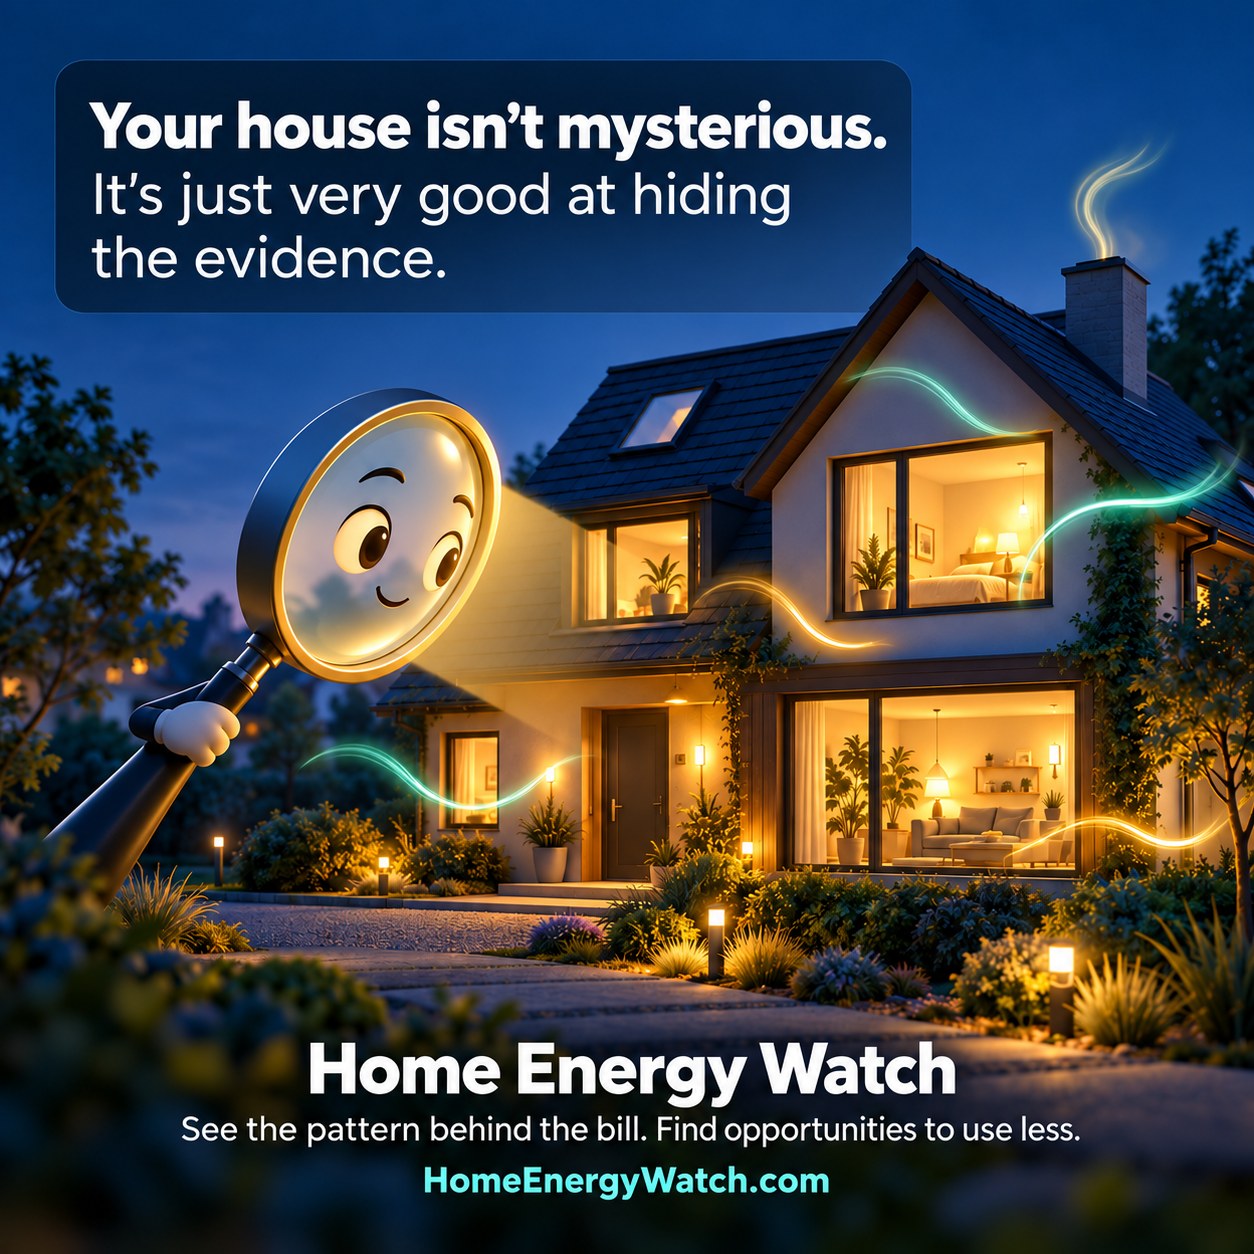 Your house isn't mysterious.
It's just very good at hiding
the evidence.
Home Energy Watch
See the pattern behind the bill. Find opportunities to use less.
HomeEnergyWatch.com